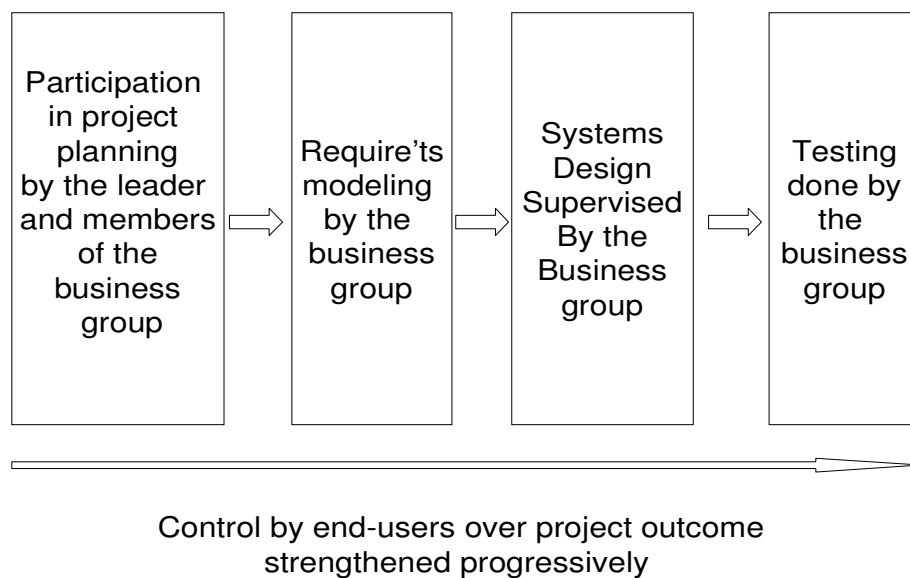 Participation
in project
planning
by the leader
and members
of the
business
group
Require'ts
modeling
by the
business
group
Systems
Design
Supervised
By the
Business
group
Testing
done by
the
business
group
Control by end-users over project outcome
strengthened progressively